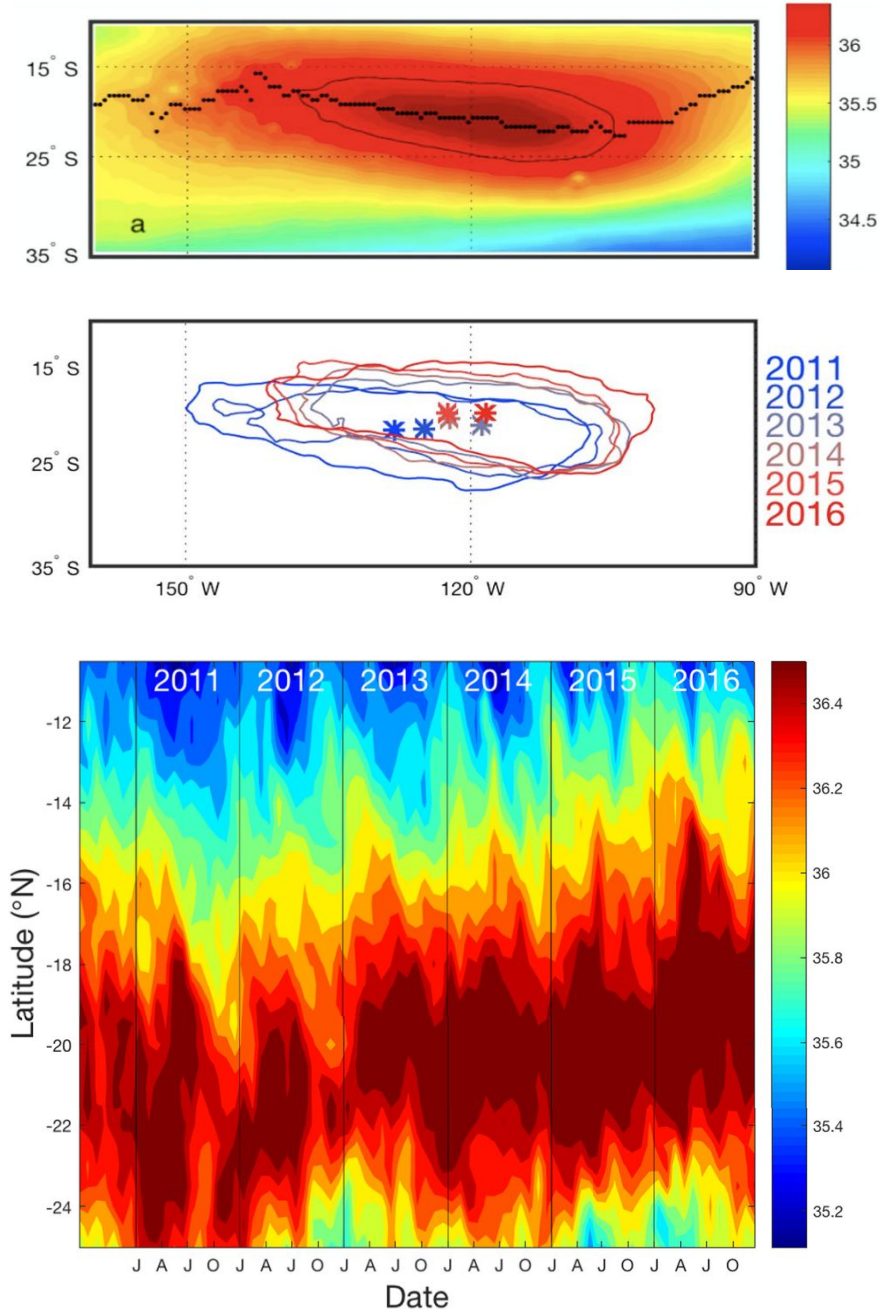 15° S
25° S
35° S
a
36
35.5
35
34.5
15° S
25° S
35° S
150° W
120° W
90° W
2011
2012
2013
2014
2015
2016
2011 2012 2013 2014 2015 2016
-12
-14
-16
-18
-20
-22
-24
Latitude (°N)
36.4
36.2
36
35.8
35.6
35.4
35.2
J A J O J A J O J A J O J A J O J A J O J A J O
Date